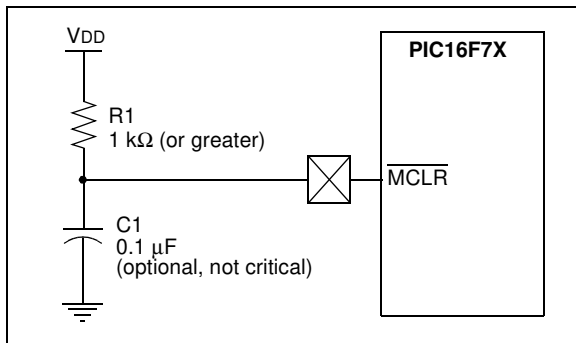 VDD
PIC16F7X
R1
1 kΩ (or greater)
MCLR
C1
0.1 µF
(optional, not critical)